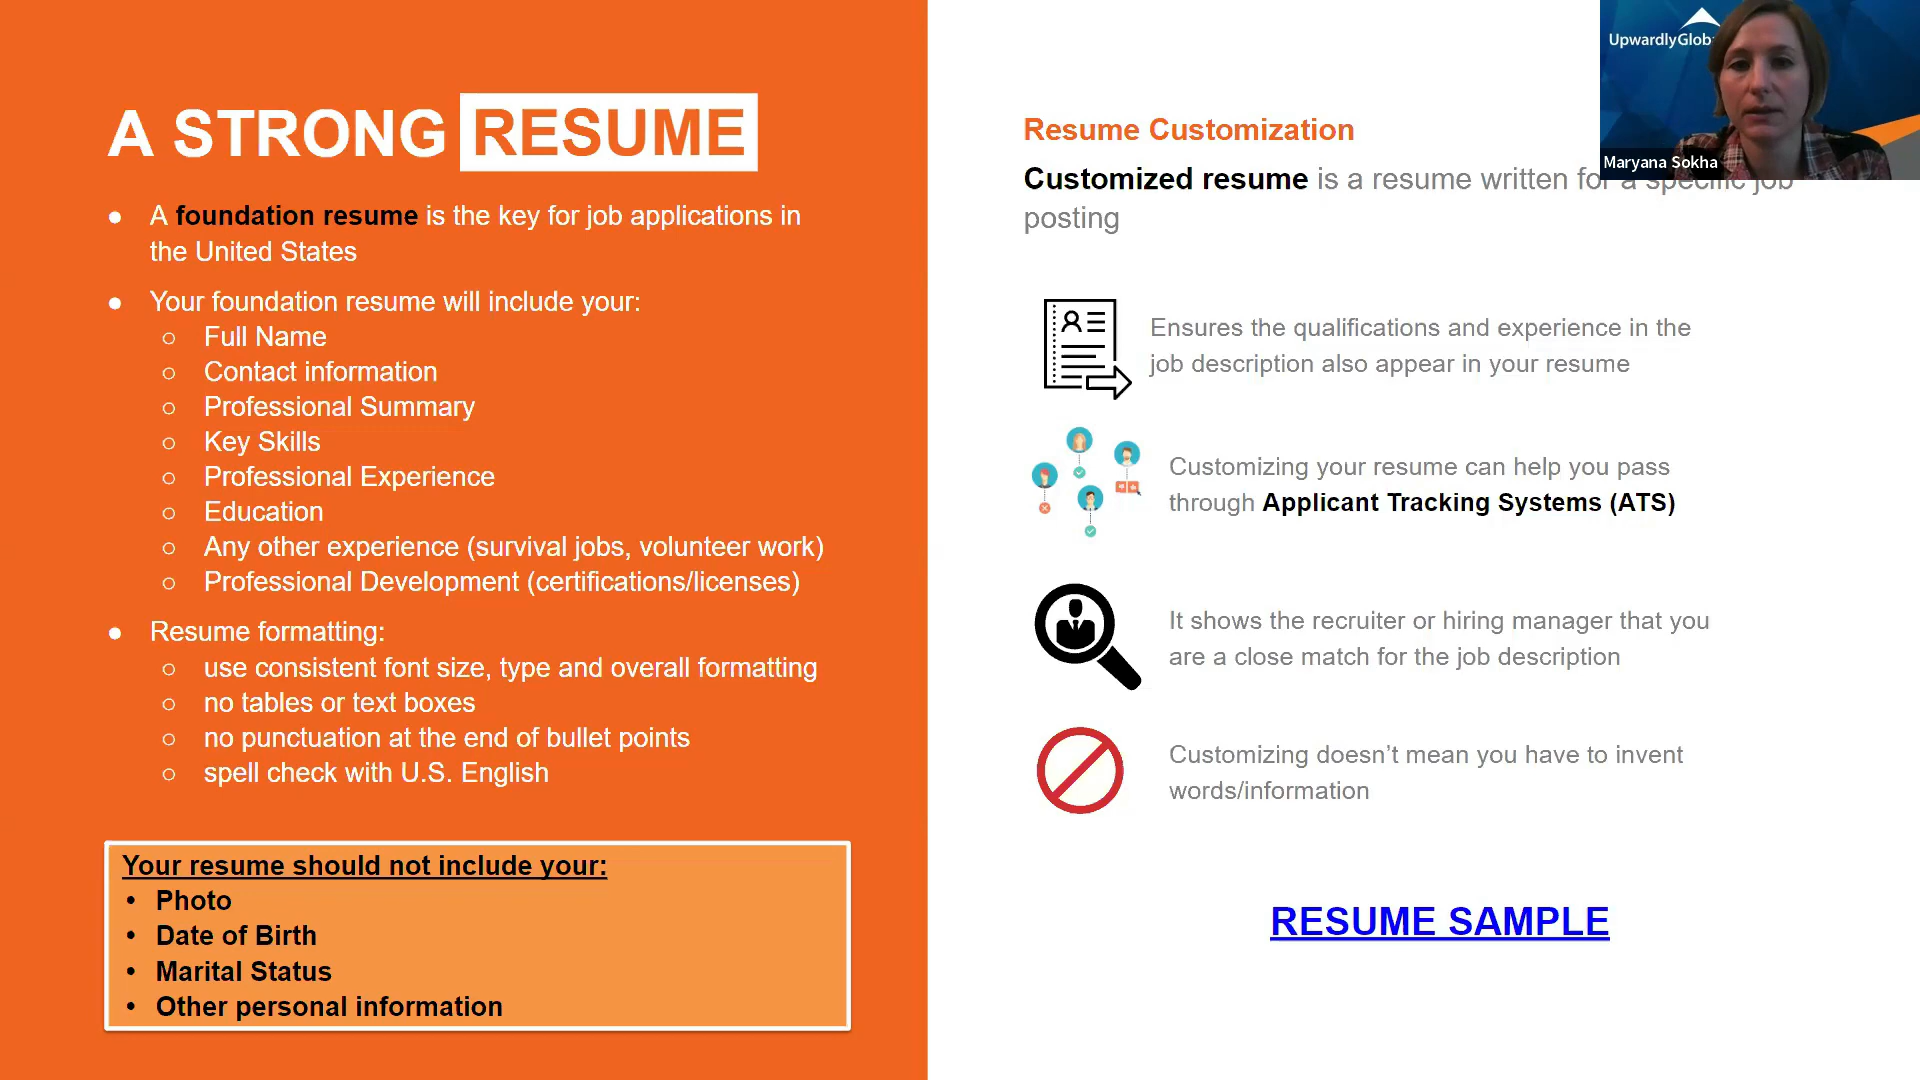 A STRONG RESUME
● A foundation resume is the key for job applications in
the United States
● Your foundation resume will include your:
○ Full Name
○ Contact information
○ Professional Summary
○ Key Skills
○ Professional Experience
○ Education
○ Any other experience (survival jobs, volunteer work)
○ Professional Development (certifications/licenses)
● Resume formatting:
○ use consistent font size, type and overall formatting
○ no tables or text boxes
○ no punctuation at the end of bullet points
○ spell check with U.S. English
Your resume should not include your:
• Photo
• Date of Birth
• Marital Status
• Other personal information
Resume Customization
Customized resume is a resume written for a specific job
posting
Ensures the qualifications and experience in the
job description also appear in your resume
Customizing your resume can help you pass
through Applicant Tracking Systems (ATS)
It shows the recruiter or hiring manager that you
are a close match for the job description
Customizing doesn’t mean you have to invent
words/information
RESUME SAMPLE
UpwardlyGlob
Maryana Sokha